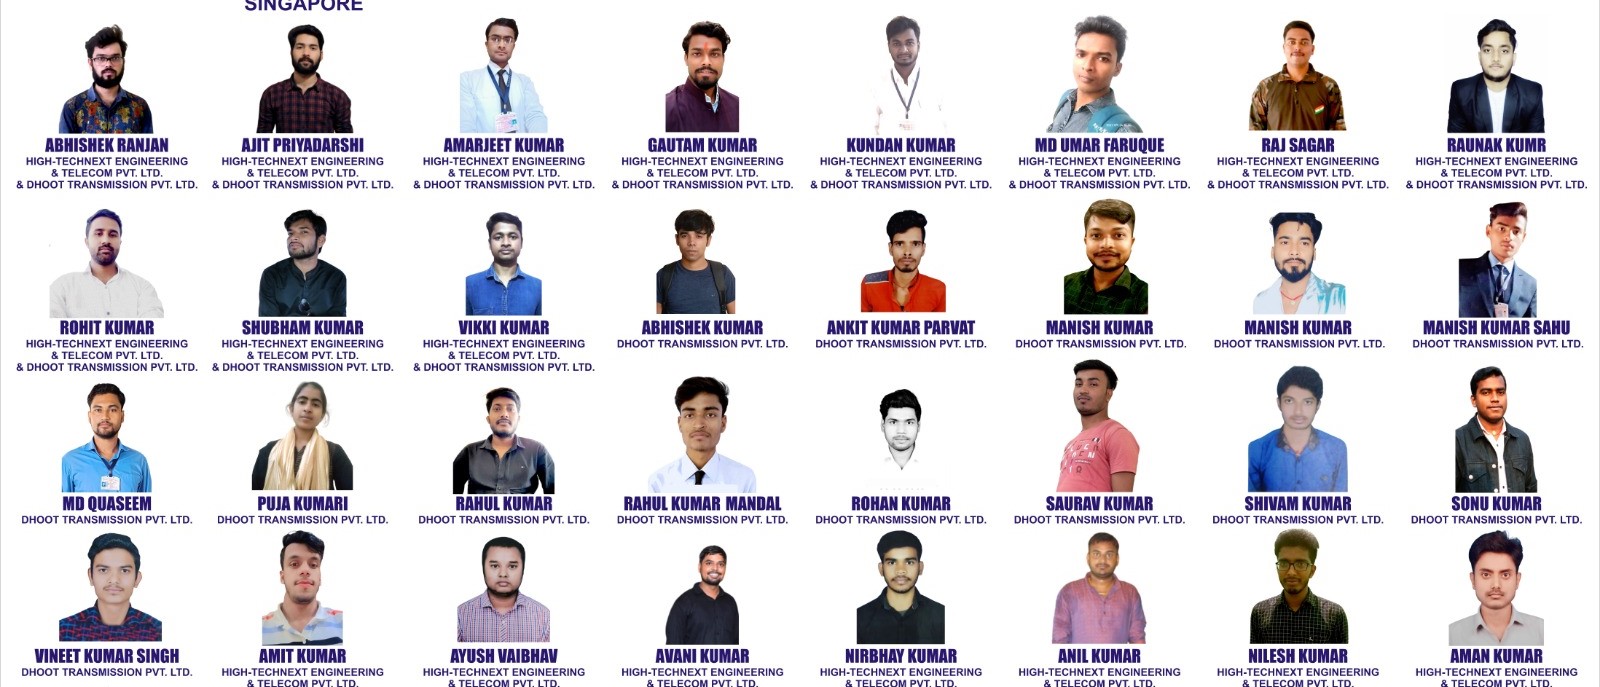 SINGAPORE
ABHISHEK RANJAN
HIGH-TECHNEXT ENGINEERING
& TELECOM PVT. LTD.
& DHOOT TRANSMISSION PVT. LTD.
AJIT PRIYADARSHI
HIGH-TECHNEXT ENGINEERING
& TELECOM PVT. LTD.
& DHOOT TRANSMISSION PVT. LTD.
AMARJEET KUMAR
HIGH-TECHNEXT ENGINEERING
& TELECOM PVT. LTD.
& DHOOT TRANSMISSION PVT. LTD.
GAUTAM KUMAR
HIGH-TECHNEXT ENGINEERING
& TELECOM PVT. LTD.
& DHOOT TRANSMISSION PVT. LTD.
KUNDAN KUMAR
HIGH-TECHNEXT ENGINEERING
& TELECOM PVT. LTD.
& DHOOT TRANSMISSION PVT. LTD.
MD UMAR FARUQUE
HIGH-TECHNEXT ENGINEERING
& TELECOM PVT. LTD.
& DHOOT TRANSMISSION PVT. LTD.
RAJ SAGAR
HIGH-TECHNEXT ENGINEERING
& TELECOM PVT. LTD.
& DHOOT TRANSMISSION PVT. LTD.
RAUNAK KUMR
HIGH-TECHNEXT ENGINEERING
& TELECOM PVT. LTD.
& DHOOT TRANSMISSION PVT. LTD.
ROHIT KUMAR
HIGH-TECHNEXT ENGINEERING
& TELECOM PVT. LTD.
& DHOOT TRANSMISSION PVT. LTD.
SHUBHAM KUMAR
HIGH-TECHNEXT ENGINEERING
& TELECOM PVT. LTD.
& DHOOT TRANSMISSION PVT. LTD.
VIKKI KUMAR
HIGH-TECHNEXT ENGINEERING
& TELECOM PVT. LTD.
& DHOOT TRANSMISSION PVT. LTD.
ABHISHEK KUMAR
DHOOT TRANSMISSION PVT. LTD.
ANKIT KUMAR PARVAT
DHOOT TRANSMISSION PVT. LTD.
MANISH KUMAR
DHOOT TRANSMISSION PVT. LTD.
MANISH KUMAR
DHOOT TRANSMISSION PVT. LTD.
MANISH KUMAR SAHU
DHOOT TRANSMISSION PVT. LTD.
MD QUASEEM
DHOOT TRANSMISSION PVT. LTD.
PUJA KUMARI
DHOOT TRANSMISSION PVT. LTD.
RAHUL KUMAR
DHOOT TRANSMISSION PVT. LTD.
RAHUL KUMAR MANDAL
DHOOT TRANSMISSION PVT. LTD.
ROHAN KUMAR
DHOOT TRANSMISSION PVT. LTD.
SAURAV KUMAR
DHOOT TRANSMISSION PVT. LTD.
SHIVAM KUMAR
DHOOT TRANSMISSION PVT. LTD.
SONU KUMAR
DHOOT TRANSMISSION PVT. LTD.
VINEET KUMAR SINGH
DHOOT TRANSMISSION PVT. LTD.
AMIT KUMAR
HIGH-TECHNEXT ENGINEERING
& TELECOM PVT. LTD.
AYUSH VAIBHAV
HIGH-TECHNEXT ENGINEERING
& TELECOM PVT. LTD.
AVANI KUMAR
HIGH-TECHNEXT ENGINEERING
& TELECOM PVT. LTD.
NIRBHAY KUMAR
HIGH-TECHNEXT ENGINEERING
& TELECOM PVT. LTD.
ANIL KUMAR
HIGH-TECHNEXT ENGINEERING
& TELECOM PVT. LTD.
NILESH KUMAR
HIGH-TECHNEXT ENGINEERING
& TELECOM PVT. LTD.
AMAN KUMAR
HIGH-TECHNEXT ENGINEERING
& TELECOM PVT. LTD.